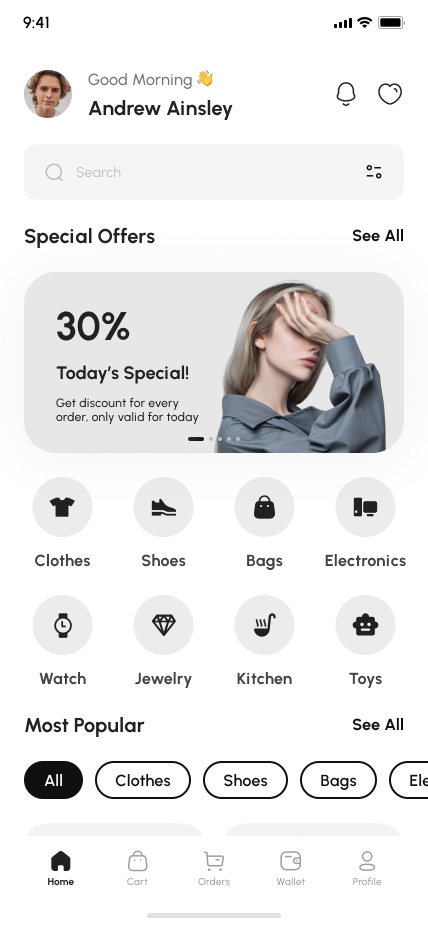 9:41
Good Morning 👋
Andrew Ainsley
Search
Special Offers
See All
30%
Today's Special!
Get discount for every
order, only valid for today
Clothes
Shoes
Bags
Electronics
Watch
Jewelry
Kitchen
Toys
Most Popular
See All
All
Clothes
Shoes
Bags
Ele
Home
Cart
Orders
Wallet
Profile